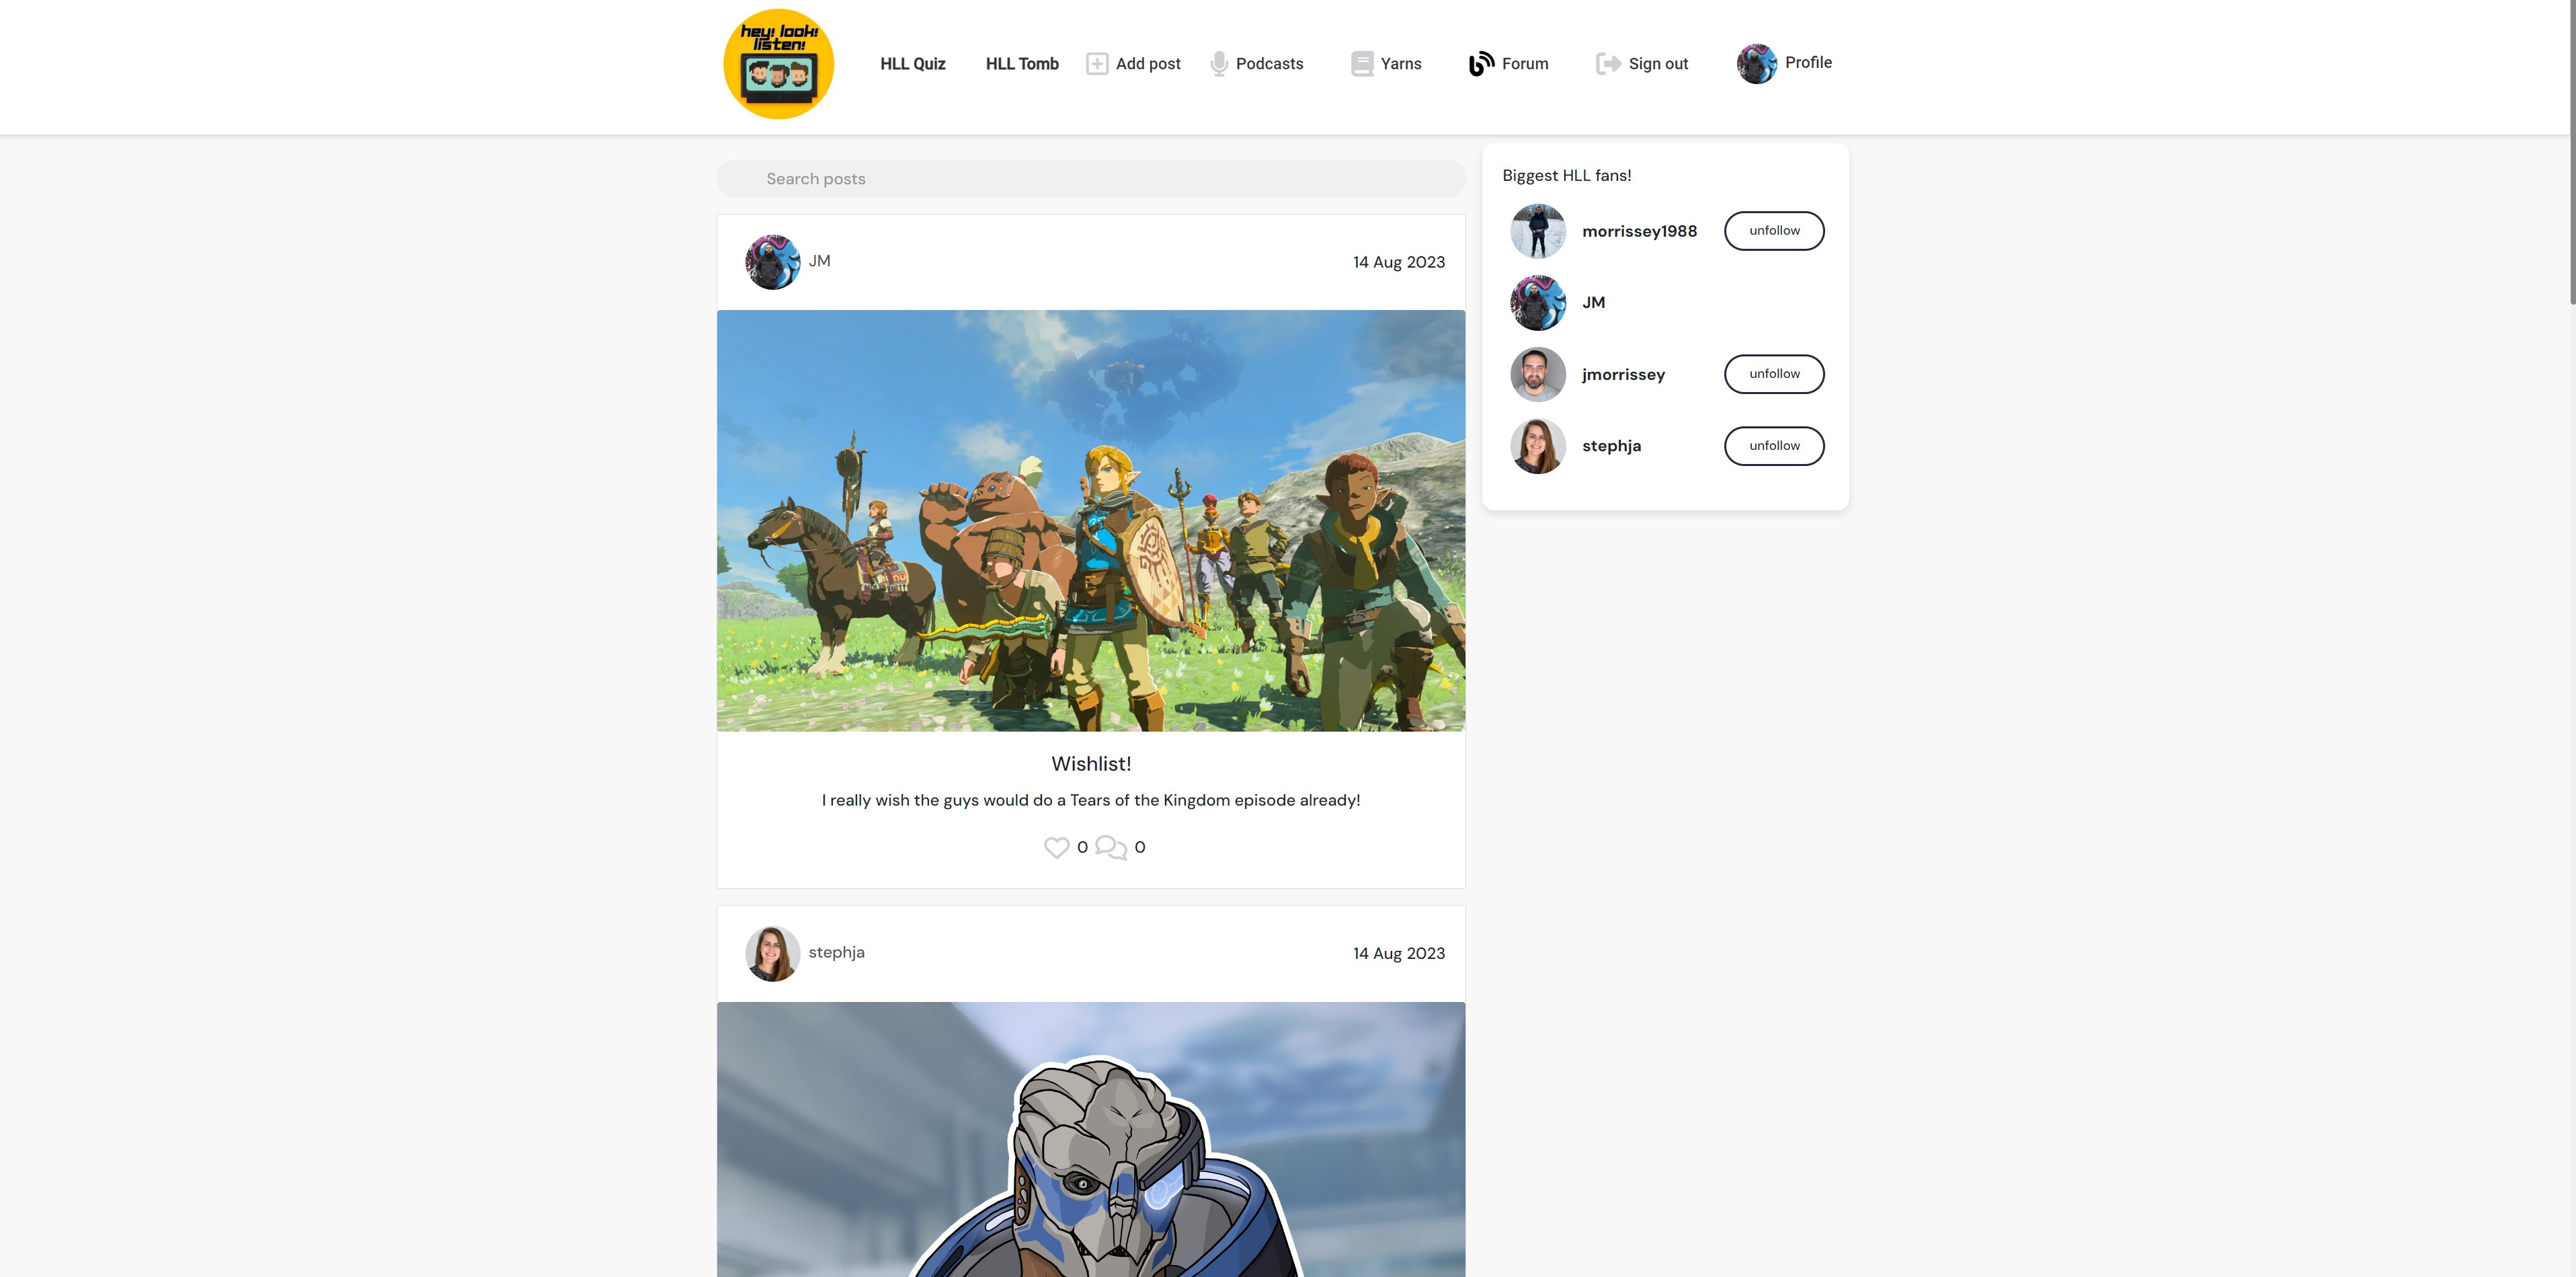 hey! look!
listen!
HLL Quiz
HLL Tomb
Add post
Podcasts
Yarns
Forum
Sign out
Profile
Search posts
JM
14 Aug 2023
Wishlist!
I really wish the guys would do a Tears of the Kingdom episode already!
0 0
stephja
14 Aug 2023
Biggest HLL fans!
morrissey1988 unfollow
JM
jmorrissey unfollow
stephja unfollow